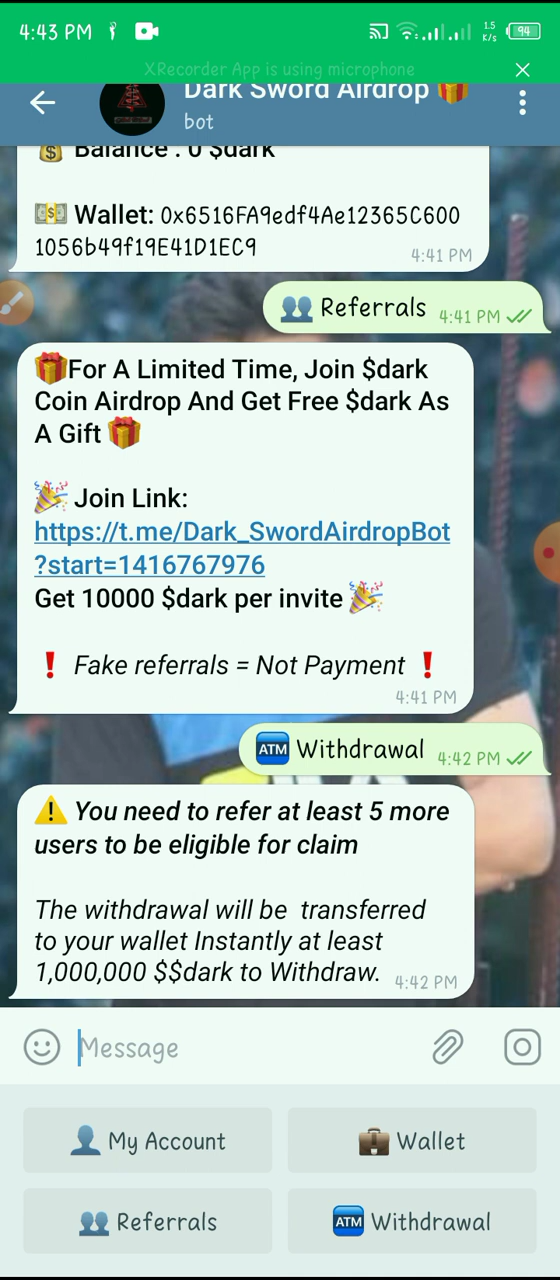 4:43 PM
1.5
K/s
94
XRecorder App is using microphone
Dark Sword Airdrop 🎁
bot
💰 Balance : 0 $dark
💵 Wallet: 0x6516FA9edf4Ae12365C600
1056b49f19E41D1EC9
4:41 PM
👥 Referrals 4:41 PM
🎁For A Limited Time, Join $dark
Coin Airdrop And Get Free $dark As
A Gift 🎁
🎉 Join Link:
https://t.me/Dark_SwordAirdropBot
?start=1416767976
Get 10000 $dark per invite 🎉
❗ Fake referrals = Not Payment ❗
4:41 PM
🏧 Withdrawal 4:42 PM
⚠️ You need to refer at least 5 more
users to be eligible for claim
The withdrawal will be  transferred
to your wallet Instantly at least
1,000,000 $$dark to Withdraw. 4:42 PM
Message
👤 My Account
💼 Wallet
👥 Referrals
🏧 Withdrawal